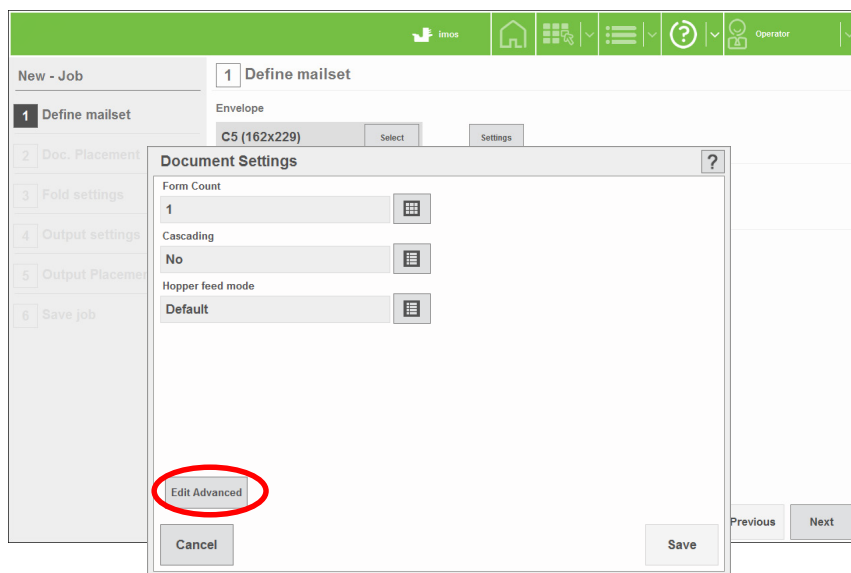 imos
Operator
New - Job
1 Define mailset
1 Define mailset
2 Doc. Placement
3 Fold settings
4 Output settings
5 Output Placemen
6 Save job
Envelope
C5 (162x229) Select Settings
Document Settings ?
Form Count
1
Cascading
No
Hopper feed mode
Default
Edit Advanced
Cancel Save
Previous Next